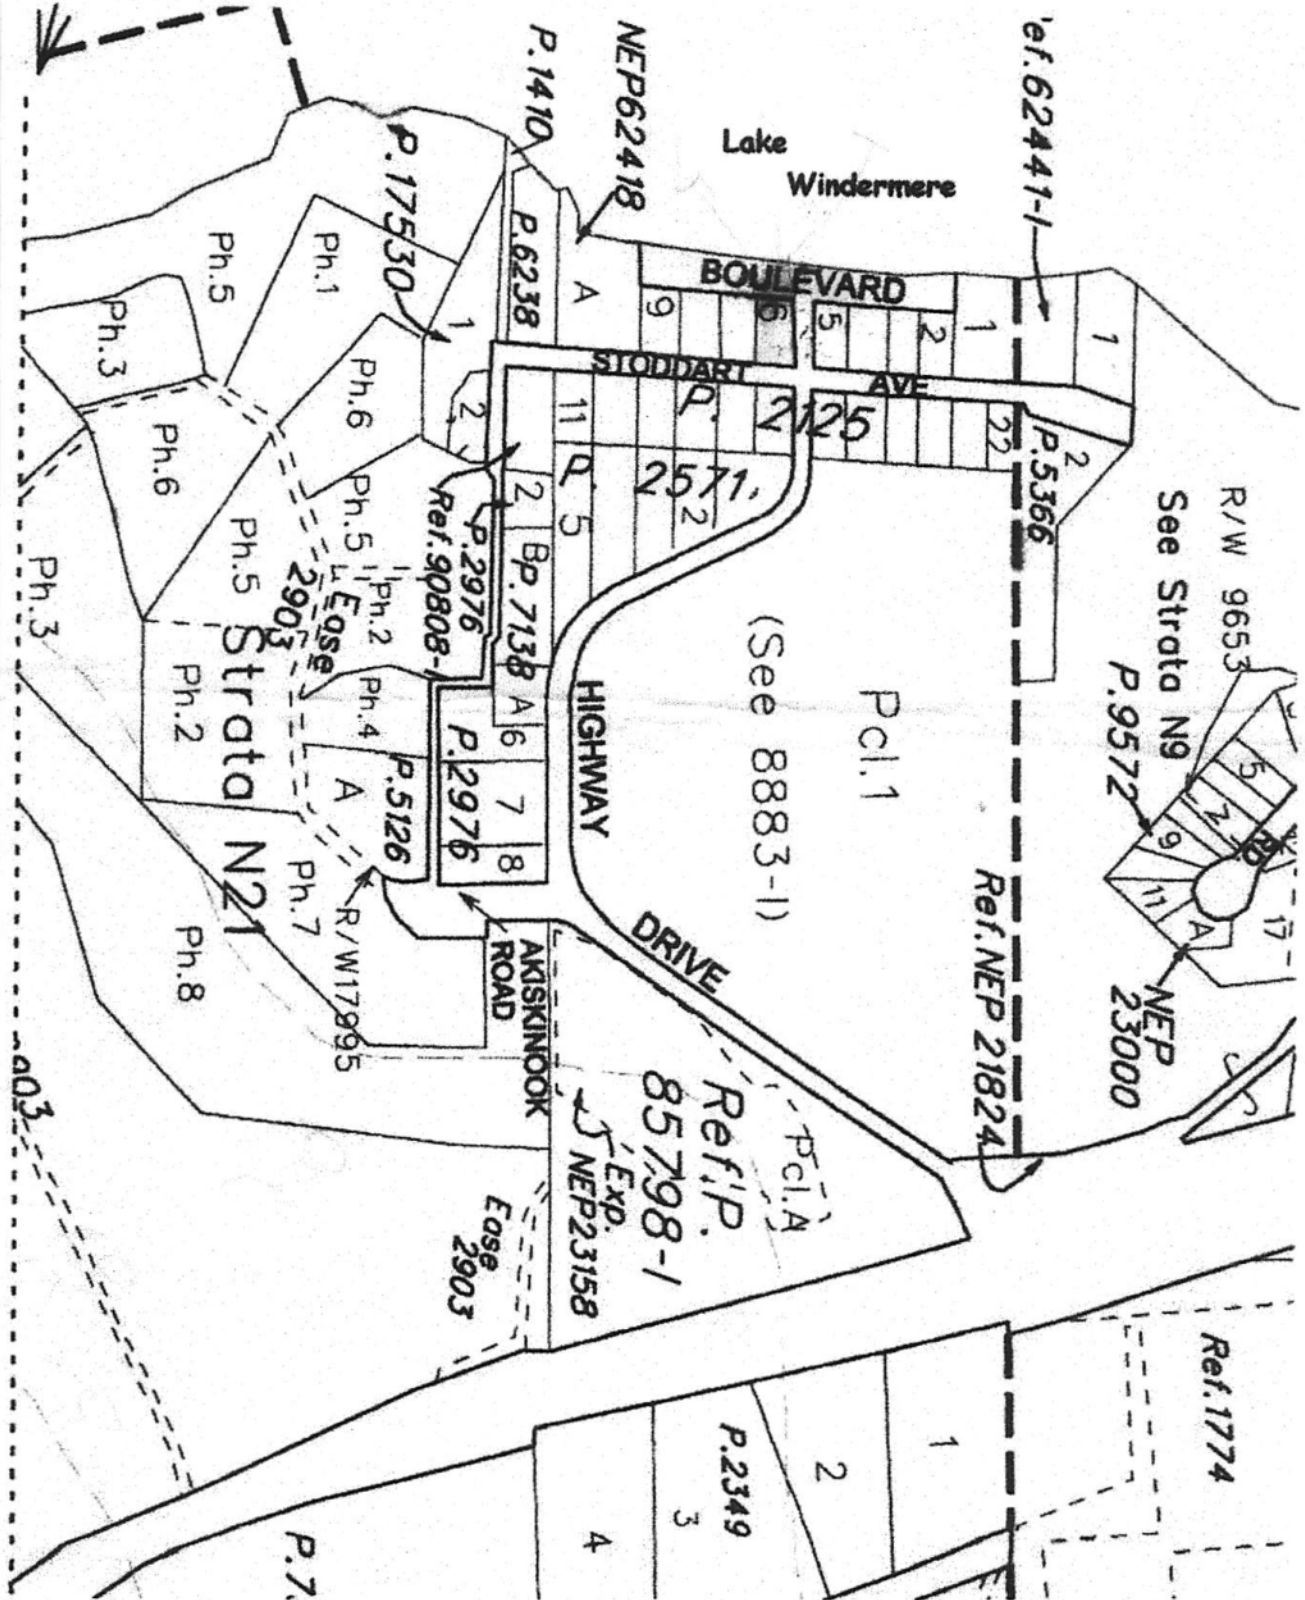 'ef.62441-I
NEP62418
P.1410
Lake
Windermere
P.17530
P.6238
BOULEVARD
A
9
6
5
2
1
1
STODDART
AVE
P. 2125
11
22
2
P.5366
P. 2571,
2
5
R/W 9653
See Strata N9
P.9572
5
7
9
11
A
17
NEP
23000
Ph.5
Ph.1
Ph.3
Ph.6
1
2
Ph.6
Ph.5
Ph.5
Ph.3
Ph.2
Ease
2903
Ref.90808-I
P.2976
2
Bp.7138
A
6
7
8
P.2976
Ph.4
A
P.5126
Ph.2
Strata N21
Ph.7
Ph.8
R/W17995
HIGHWAY
DRIVE
Pcl.1
(See 8883-I)
Ref.NEP 21824
AKISKINOOK
ROAD
Ref.P.
85798-I
Pcl.A
Exp.
NEP23158
Ease
2903
903
Ref.1774
1
2
P.2349
3
4
P.7.